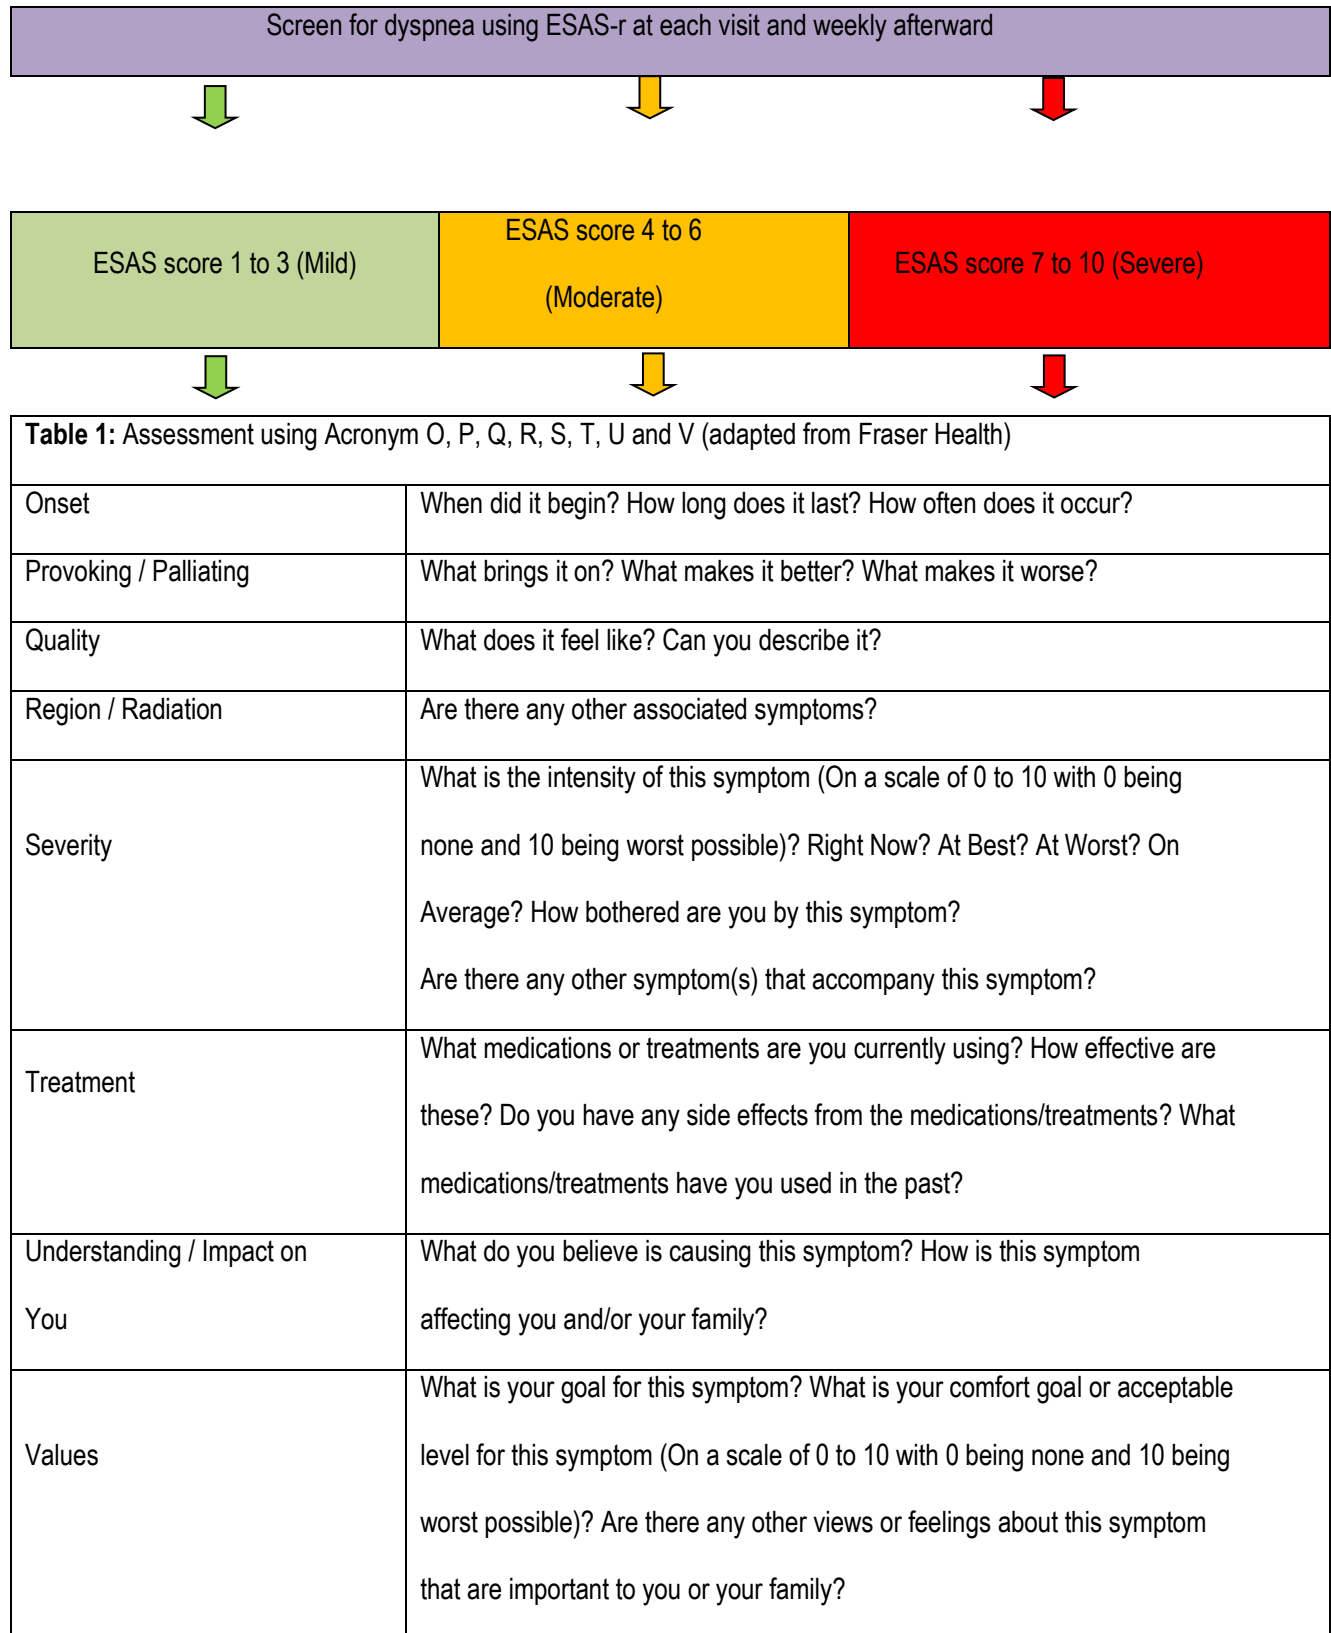 Screen for dyspnea using ESAS-r at each visit and weekly afterward
ESAS score 1 to 3 (Mild)
ESAS score 4 to 6
(Moderate)
ESAS score 7 to 10 (Severe)
Table 1: Assessment using Acronym O, P, Q, R, S, T, U and V (adapted from Fraser Health)
Onset
When did it begin? How long does it last? How often does it occur?
Provoking / Palliating
What brings it on? What makes it better? What makes it worse?
Quality
What does it feel like? Can you describe it?
Region / Radiation
Are there any other associated symptoms?
Severity
What is the intensity of this symptom (On a scale of 0 to 10 with 0 being
none and 10 being worst possible)? Right Now? At Best? At Worst? On
Average? How bothered are you by this symptom?
Are there any other symptom(s) that accompany this symptom?
Treatment
What medications or treatments are you currently using? How effective are
these? Do you have any side effects from the medications/treatments? What
medications/treatments have you used in the past?
Understanding / Impact on
You
What do you believe is causing this symptom? How is this symptom
affecting you and/or your family?
Values
What is your goal for this symptom? What is your comfort goal or acceptable
level for this symptom (On a scale of 0 to 10 with 0 being none and 10 being
worst possible)? Are there any other views or feelings about this symptom
that are important to you or your family?